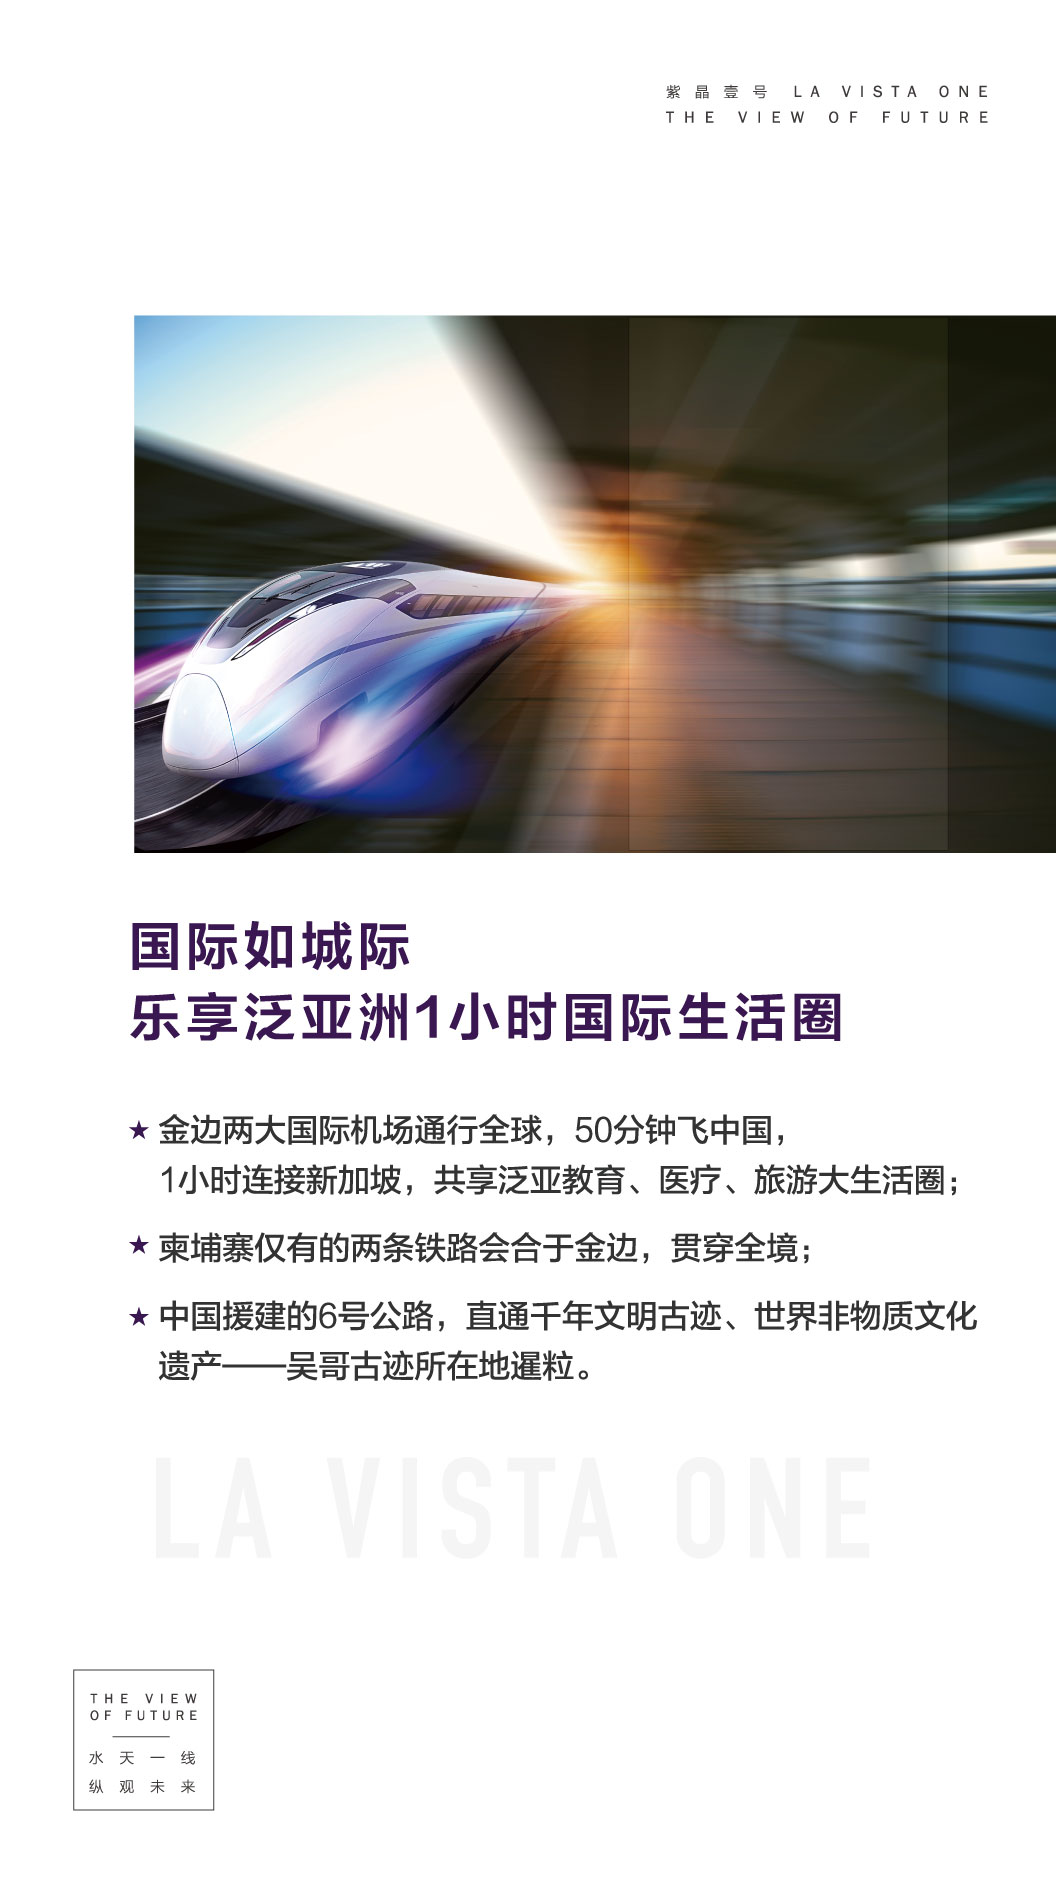 紫晶壹号 LA VISTA ONE
THE VIEW OF FUTURE
国际如城际
乐享泛亚洲1小时国际生活圈
★ 金边两大国际机场通行全球，50分钟飞中国，
1小时连接新加坡，共享泛亚教育、医疗、旅游大生活圈；
★ 柬埔寨仅有的两条铁路会合于金边，贯穿全境；
★ 中国援建的6号公路，直通千年文明古迹、世界非物质文化
遗产——吴哥古迹所在地暹粒。
LA VISTA ONE
THE VIEW
OF FUTURE
水天一线
纵观未来